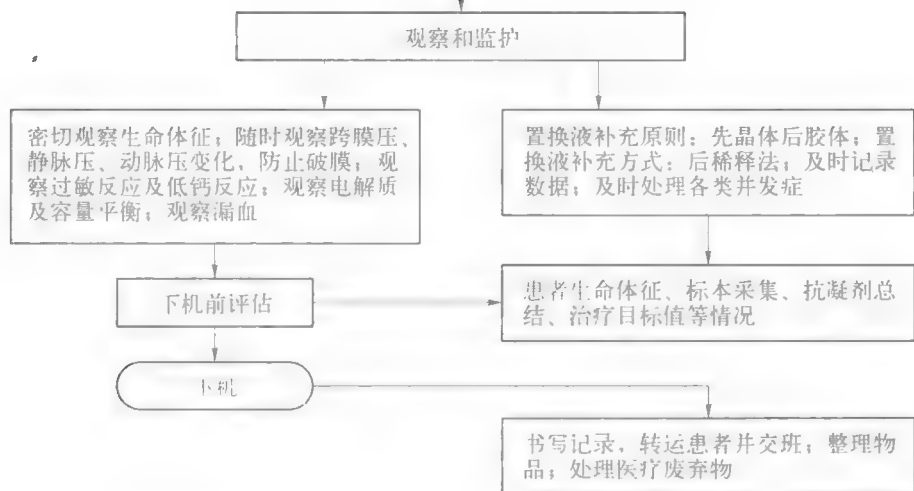 观察和监护
密切观察生命体征；随时观察跨膜压、
静脉压、动脉压变化，防止破膜；观
察过敏反应及低钙反应；观察电解质
及容量平衡；观察漏血
置换液补充原则：先晶体后胶体；置
换液补充方式：后稀释法；及时记录
数据；及时处理各类并发症
下机前评估
患者生命体征、标本采集、抗凝剂总
结、治疗目标值等情况
下机
书写记录，转运患者并交班；整理物
品；处理医疗废弃物